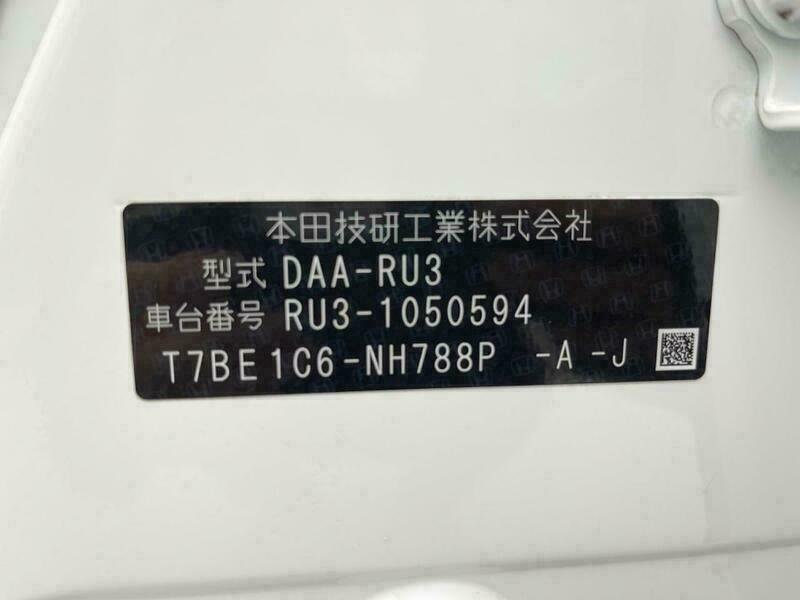 本田技研工業株式会社
型式 DAA-RU3
車台番号 RU3-1050594
T7BE1C6-NH788P -A -J